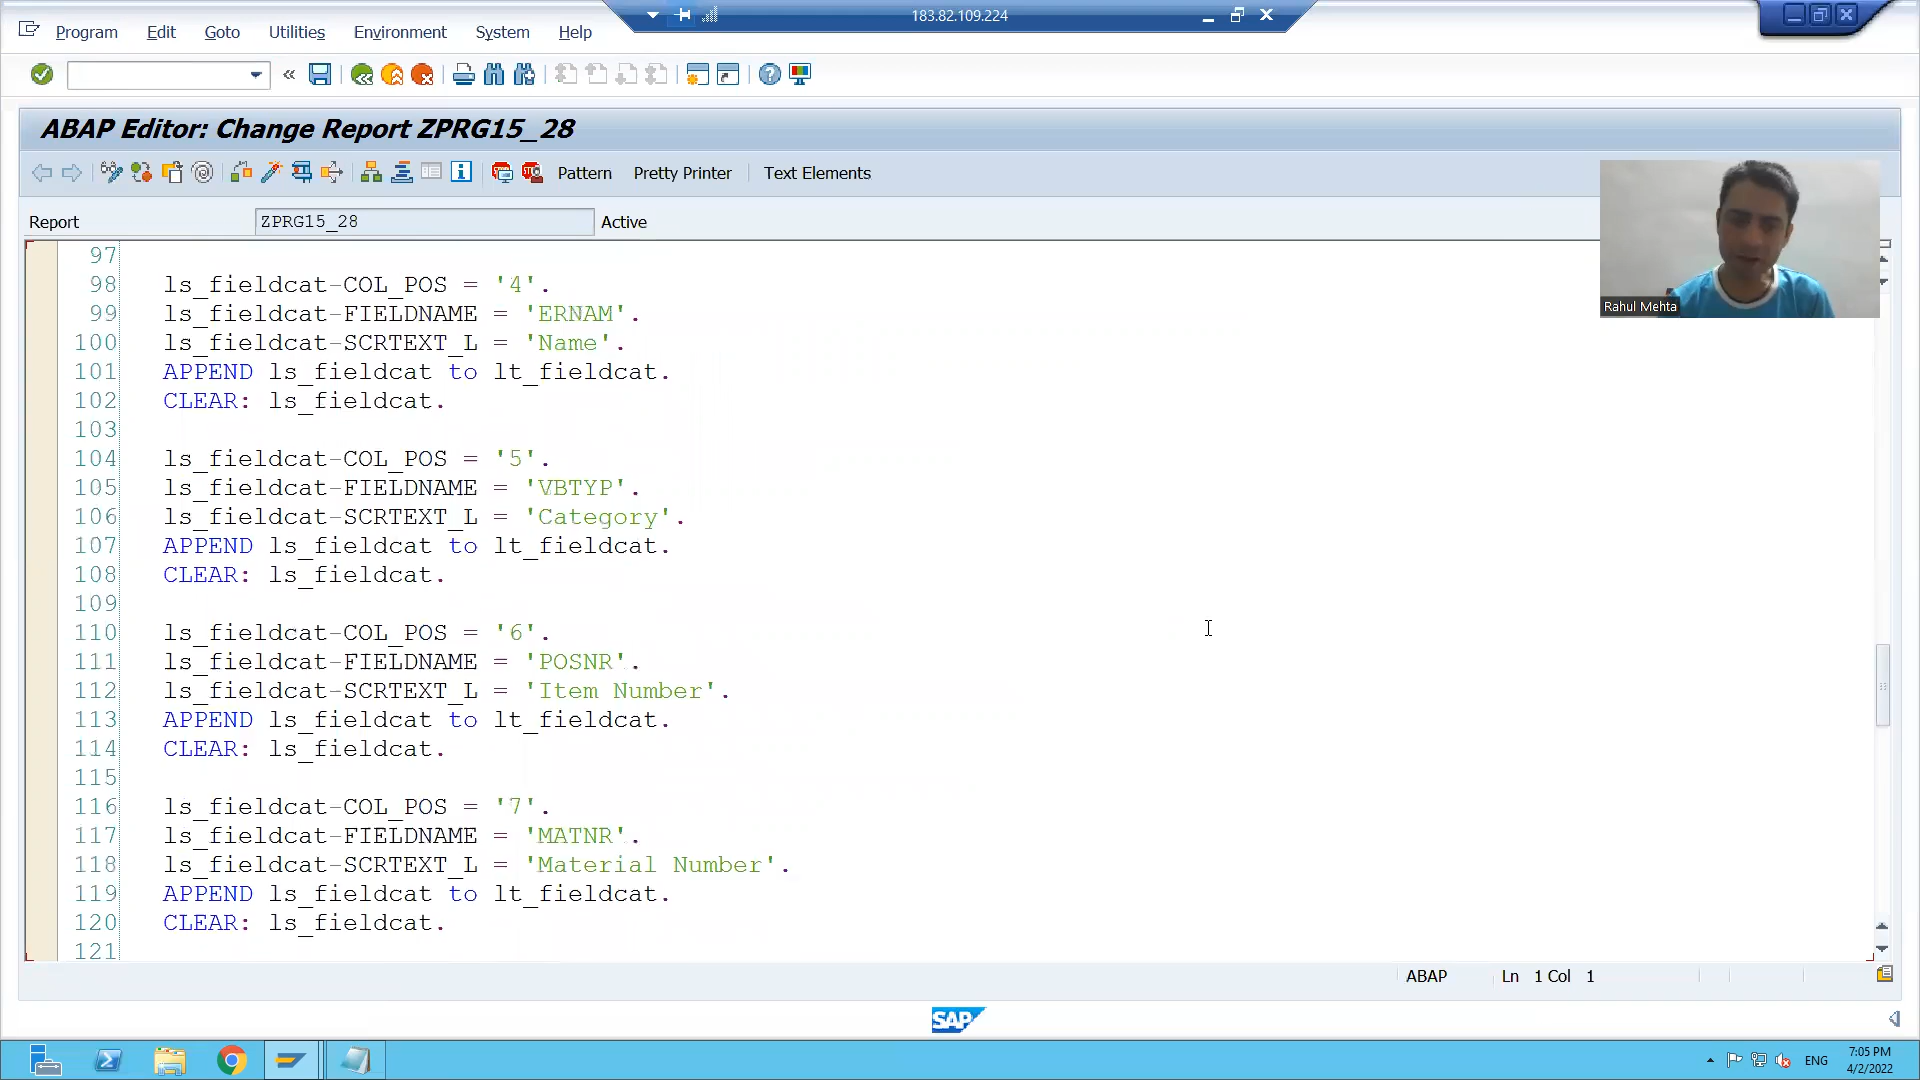 183.82.109.224
Program Edit Goto Utilities Environment System Help
ABAP Editor: Change Report ZPRG15_28
Pattern Pretty Printer Text Elements
Report ZPRG15_28 Active
Rahul Mehta
97
98 ls_fieldcat-COL_POS = '4'.
99 ls_fieldcat-FIELDNAME = 'ERNAM'.
100 ls_fieldcat-SCRTEXT_L = 'Name'.
101 APPEND ls_fieldcat to lt_fieldcat.
102 CLEAR: ls_fieldcat.
103
104 ls_fieldcat-COL_POS = '5'.
105 ls_fieldcat-FIELDNAME = 'VBTYP'.
106 ls_fieldcat-SCRTEXT_L = 'Category'.
107 APPEND ls_fieldcat to lt_fieldcat.
108 CLEAR: ls_fieldcat.
109
110 ls_fieldcat-COL_POS = '6'.
111 ls_fieldcat-FIELDNAME = 'POSNR'.
112 ls_fieldcat-SCRTEXT_L = 'Item Number'.
113 APPEND ls_fieldcat to lt_fieldcat.
114 CLEAR: ls_fieldcat.
115
116 ls_fieldcat-COL_POS = '7'.
117 ls_fieldcat-FIELDNAME = 'MATNR'.
118 ls_fieldcat-SCRTEXT_L = 'Material Number'.
119 APPEND ls_fieldcat to lt_fieldcat.
120 CLEAR: ls_fieldcat.
121
ABAP Ln 1 Col 1
SAP
ENG
7:05 PM
4/2/2022